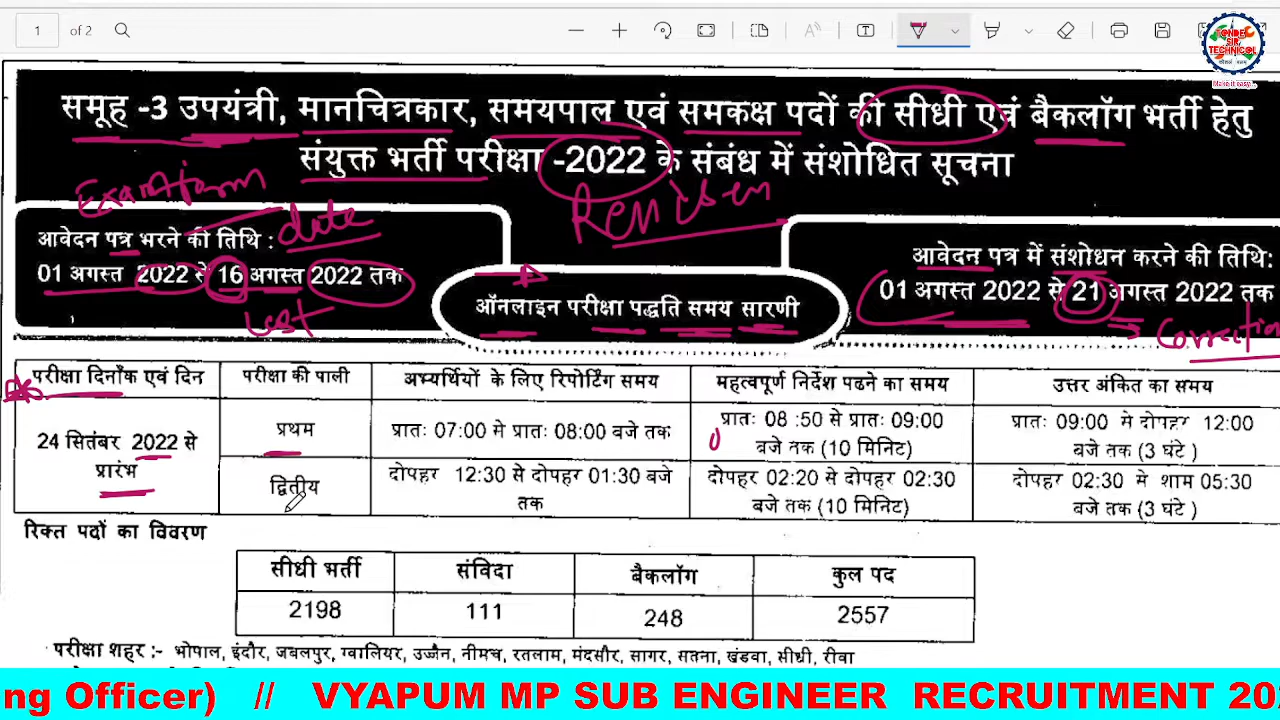 1 of 2
TONDE SIR TECHNICOL
Make it easy...
समूह -3 उपयंत्री, मानचित्रकार, समयपाल एवं समकक्ष पदों की सीधी एवं बैकलॉग भर्ती हेतु
संयुक्त भर्ती परीक्षा -2022 के संबंध में संशोधित सूचना
Exam form
date
आवेदन पत्र भरने की तिथि :
01 अगस्त 2022 से 16 अगस्त 2022 तक
आवेदन पत्र में संशोधन करने की तिथि:
01 अगस्त 2022 से 21 अगस्त 2022 तक
ऑनलाइन परीक्षा पद्धति समय सारणी
परीक्षा दिनाँक एवं दिन परीक्षा की पाली अभ्यर्थियों के लिए रिपोर्टिंग समय महत्वपूर्ण निर्देश पढने का समय उत्तर अंकित का समय
24 सितंबर 2022 से
प्रारंभ
प्रथम प्रातः 07:00 मे प्रातः 08:00 बजे तक प्रातः 08 :50 से प्रातः 09:00
बजे तक (10 मिनिट)
प्रातः 09:00 मे दोपहर 12:00
बजे तक (3 घंटे )
द्वितीय दोपहर 12:30 से दोपहर 01:30 बजे
तक
दोपहर 02:20 से दोपहर 02:30
बजे तक (10 मिनिट)
दोपहर 02:30 मे शाम 05:30
बजे तक (3 घंटे )
रिक्त पदों का विवरण
सीधी भर्ती संविदा बैकलॉग कुल पद
2198 111 248 2557
परीक्षा शहर :- भोपाल, इंदौर, जबलपुर, ग्वालियर, उज्जैन, नीमच, रतलाम, मंदसौर, सागर, सतना, खंडवा, सीधी, रीवा
ng Officer) // VYAPUM MP SUB ENGINEER RECRUITMENT 202